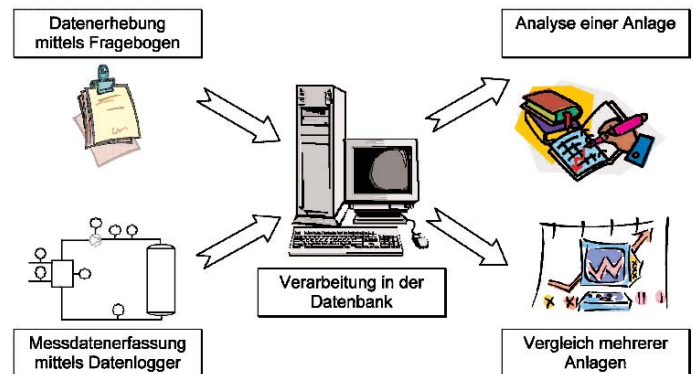 Datenerhebung
mittels Fragebogen
Analyse einer Anlage
Verarbeitung in der
Datenbank
Messdatenerfassung
mittels Datenlogger
Vergleich mehrerer
Anlagen